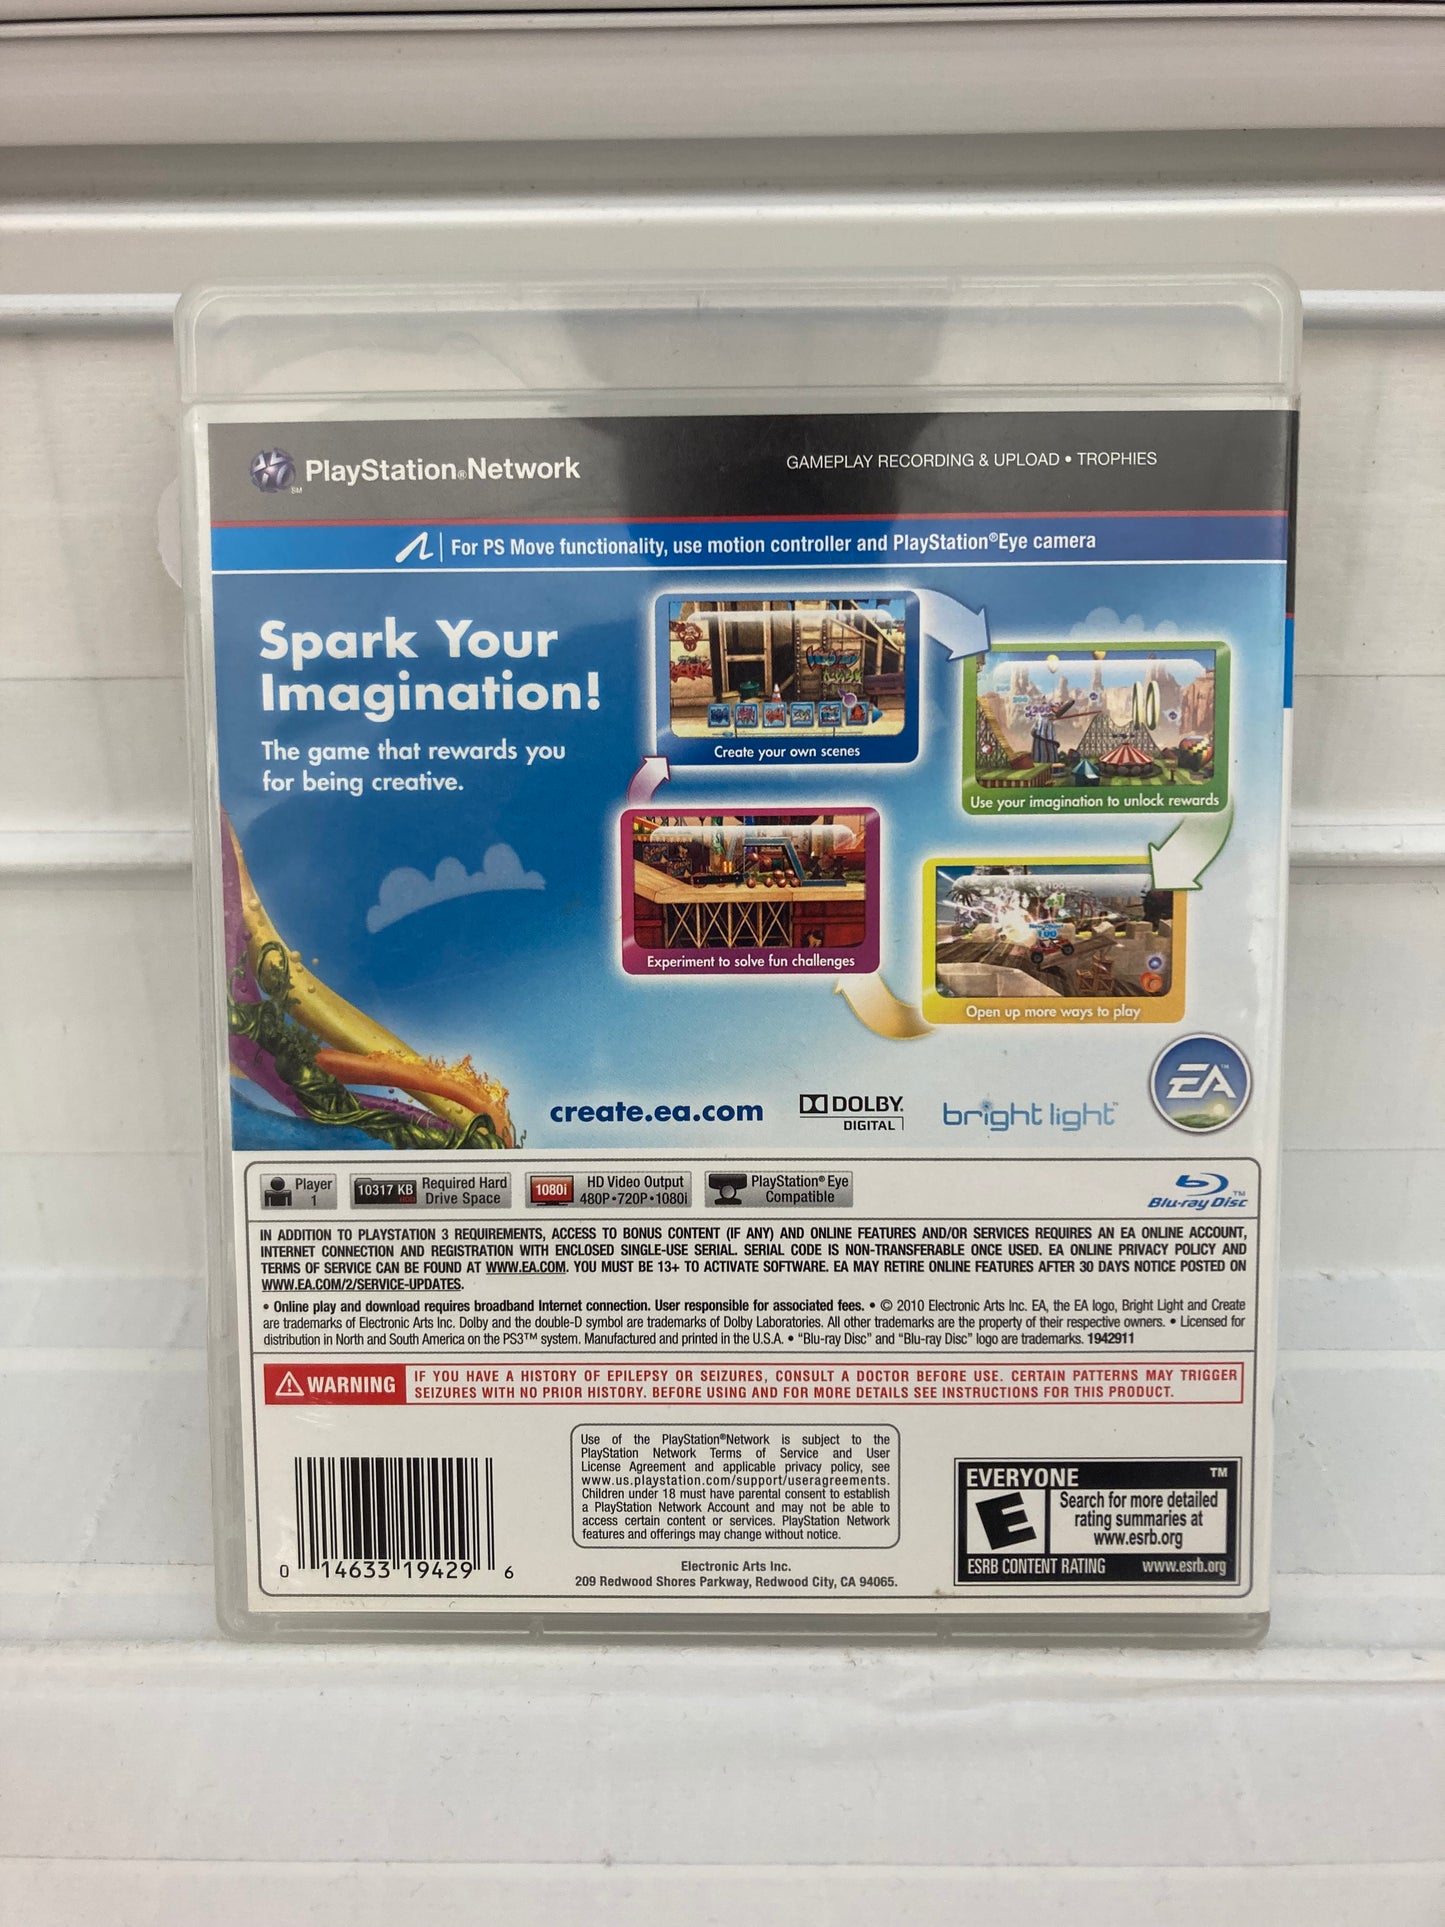 PlayStation®Network
SM
GAMEPLAY RECORDING & UPLOAD • TROPHIES
For PS Move functionality, use motion controller and PlayStation®Eye camera
Spark Your
Imagination!
The game that rewards you
for being creative.
Create your own scenes
Use your imagination to unlock rewards
Experiment to solve fun challenges
Open up more ways to play
create.ea.com
DOLBY
DIGITAL
bright light™
EA™
Player
1
10317 KB
Required Hard
Drive Space
1080i
HD Video Output
480P•720P•1080i
PlayStation®Eye
Compatible
Blu-ray Disc™
IN ADDITION TO PLAYSTATION 3 REQUIREMENTS, ACCESS TO BONUS CONTENT (IF ANY) AND ONLINE FEATURES AND/OR SERVICES REQUIRES AN EA ONLINE ACCOUNT,
INTERNET CONNECTION AND REGISTRATION WITH ENCLOSED SINGLE-USE SERIAL. SERIAL CODE IS NON-TRANSFERABLE ONCE USED. EA ONLINE PRIVACY POLICY AND
TERMS OF SERVICE CAN BE FOUND AT WWW.EA.COM. YOU MUST BE 13+ TO ACTIVATE SOFTWARE. EA MAY RETIRE ONLINE FEATURES AFTER 30 DAYS NOTICE POSTED ON
WWW.EA.COM/2/SERVICE-UPDATES.
• Online play and download requires broadband Internet connection. User responsible for associated fees. • © 2010 Electronic Arts Inc. EA, the EA logo, Bright Light and Create
are trademarks of Electronic Arts Inc. Dolby and the double-D symbol are trademarks of Dolby Laboratories. All other trademarks are the property of their respective owners. • Licensed for
distribution in North and South America on the PS3™ system. Manufactured and printed in the U.S.A. • "Blu-ray Disc" and "Blu-ray Disc" logo are trademarks. 1942911
WARNING
IF YOU HAVE A HISTORY OF EPILEPSY OR SEIZURES, CONSULT A DOCTOR BEFORE USE. CERTAIN PATTERNS MAY TRIGGER
SEIZURES WITH NO PRIOR HISTORY. BEFORE USING AND FOR MORE DETAILS SEE INSTRUCTIONS FOR THIS PRODUCT.
Use of the PlayStation®Network is subject to the
PlayStation Network Terms of Service and User
License Agreement and applicable privacy policy, see
www.us.playstation.com/support/useragreements.
Children under 18 must have parental consent to establish
a PlayStation Network Account and may not be able to
access certain content or services. PlayStation Network
features and offerings may change without notice.
Electronic Arts Inc.
209 Redwood Shores Parkway, Redwood City, CA 94065.
0 14633 19429 6
EVERYONE ™
E
Search for more detailed
rating summaries at
www.esrb.org
ESRB CONTENT RATING www.esrb.org